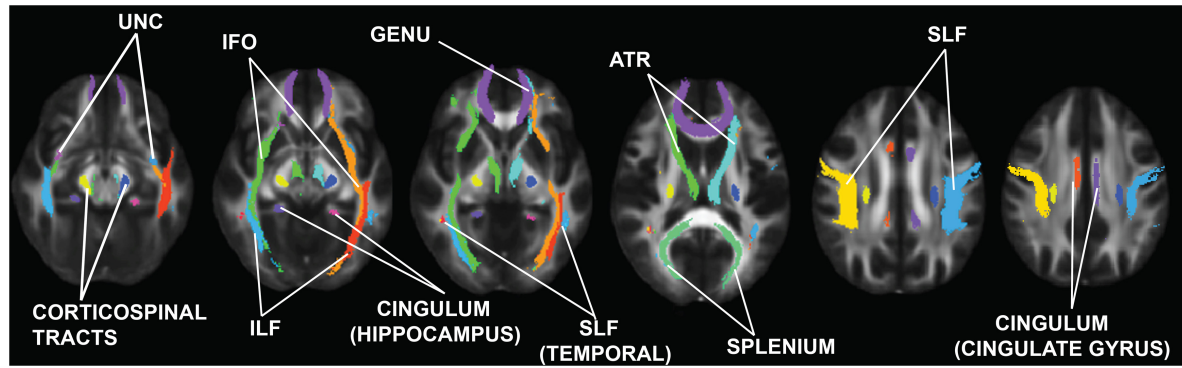 UNC
IFO
GENU
ATR
SLF
CORTICOSPINAL
TRACTS
ILF
CINGULUM
(HIPPOCAMPUS)
SLF
(TEMPORAL)
SPLENIUM
CINGULUM
(CINGULATE GYRUS)